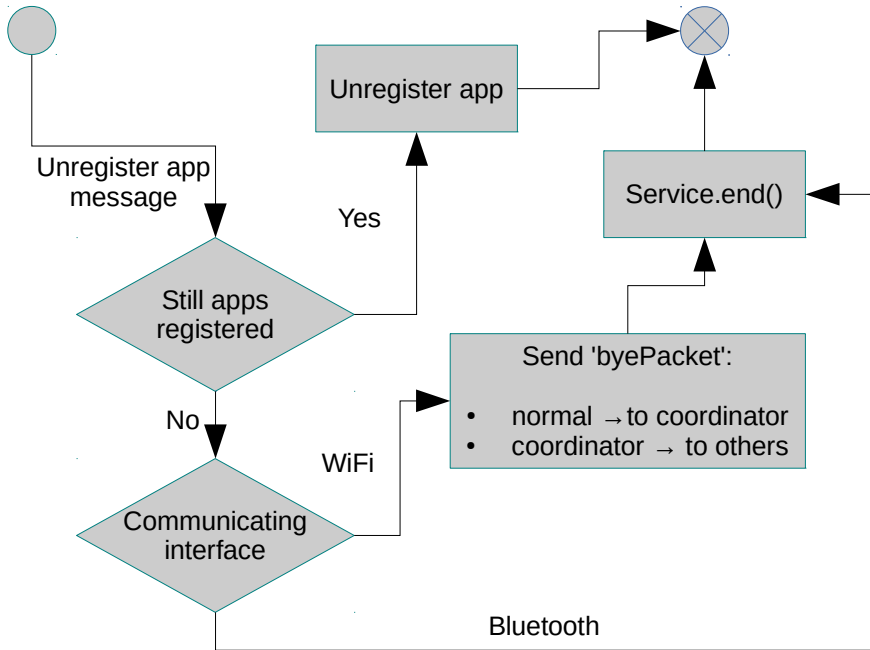 Unregister app
Unregister app
message
Service.end()
Yes
Still apps
registered
Send 'byePacket':
• normal →to coordinator
• coordinator → to others
No
WiFi
Communicating
interface
Bluetooth